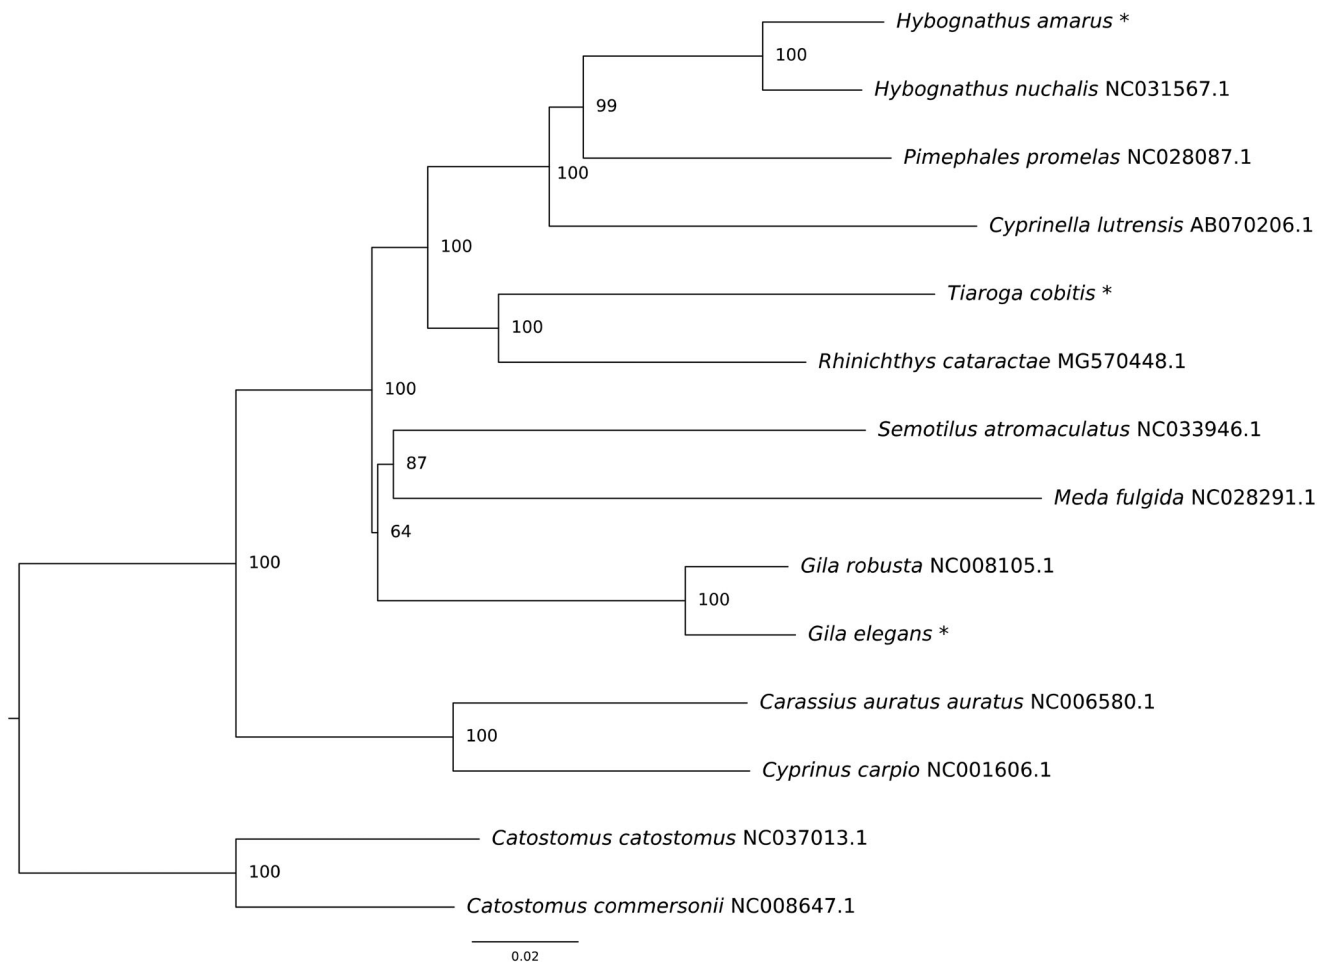 Hybognathus amarus *
100
Hybognathus nuchalis NC031567.1
99
Pimephales promelas NC028087.1
100
Cyprinella lutrensis AB070206.1
100
Tiaroga cobitis *
100
Rhinichthys cataractae MG570448.1
100
Semotilus atromaculatus NC033946.1
87
Meda fulgida NC028291.1
64
100
Gila robusta NC008105.1
100
Gila elegans *
Carassius auratus auratus NC006580.1
100
Cyprinus carpio NC001606.1
Catostomus catostomus NC037013.1
100
Catostomus commersonii NC008647.1
0.02